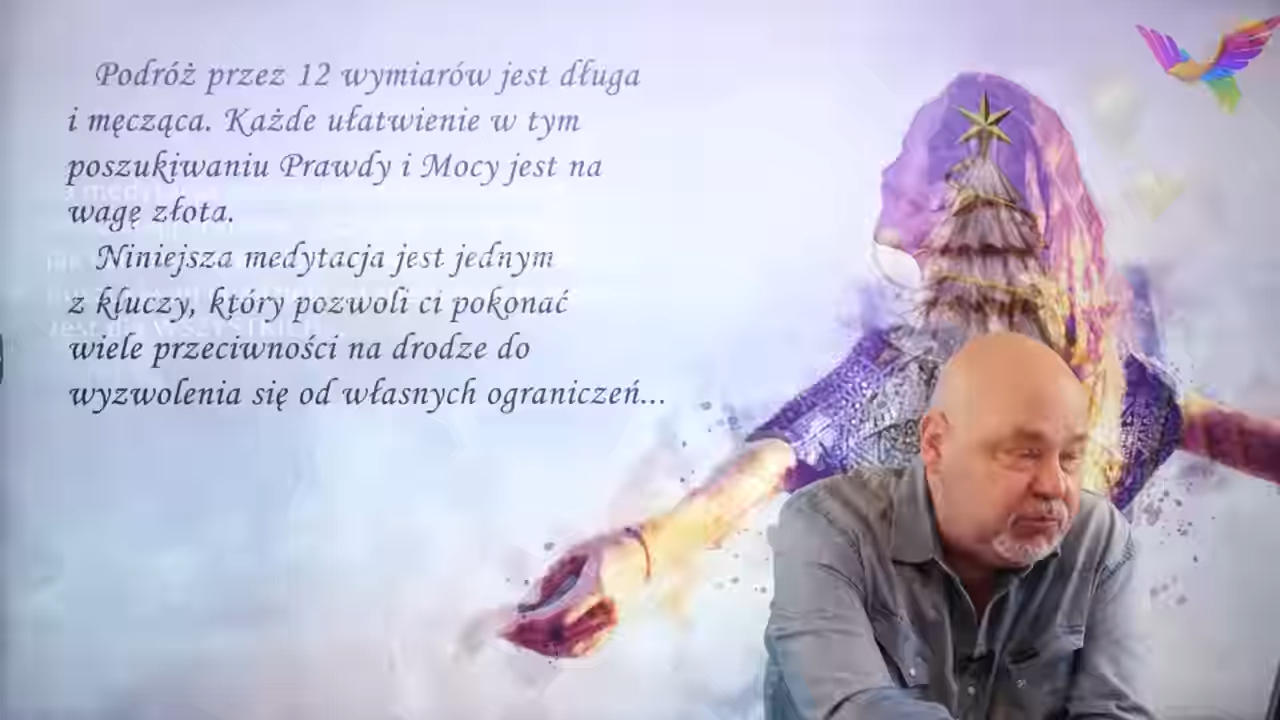 Podróż przez 12 wymiarów jest długa
i męcząca. Każde ułatwienie w tym
poszukiwaniu Prawdy i Mocy jest na
wagę złota.
Niniejsza medytacja jest jednym
z kluczy, który pozwoli ci pokonać
wiele przeciwności na drodze do
wyzwolenia się od własnych ograniczeń...